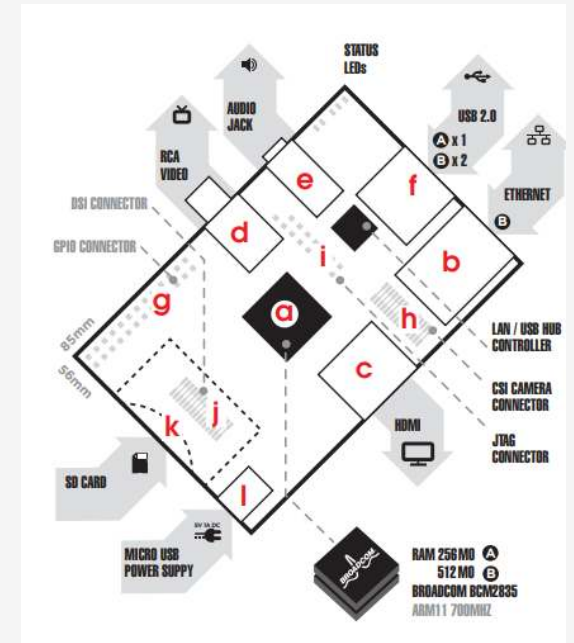 STATUS
LEDs
AUDIO
JACK
USB 2.0
A x 1
B x 2
RCA
VIDEO
ETHERNET
B
DSI CONNECTOR
GPIO CONNECTOR
e
f
d
i
b
g
a
h
85mm
56mm
c
LAN / USB HUB
CONTROLLER
j
k
CSI CAMERA
CONNECTOR
HDMI
JTAG
CONNECTOR
SD CARD
l
5V 1A DC
MICRO USB
POWER SUPPY
BROADCOM
RAM 256 MO A
512 MO B
BROADCOM BCM2835
ARM11 700MHZ